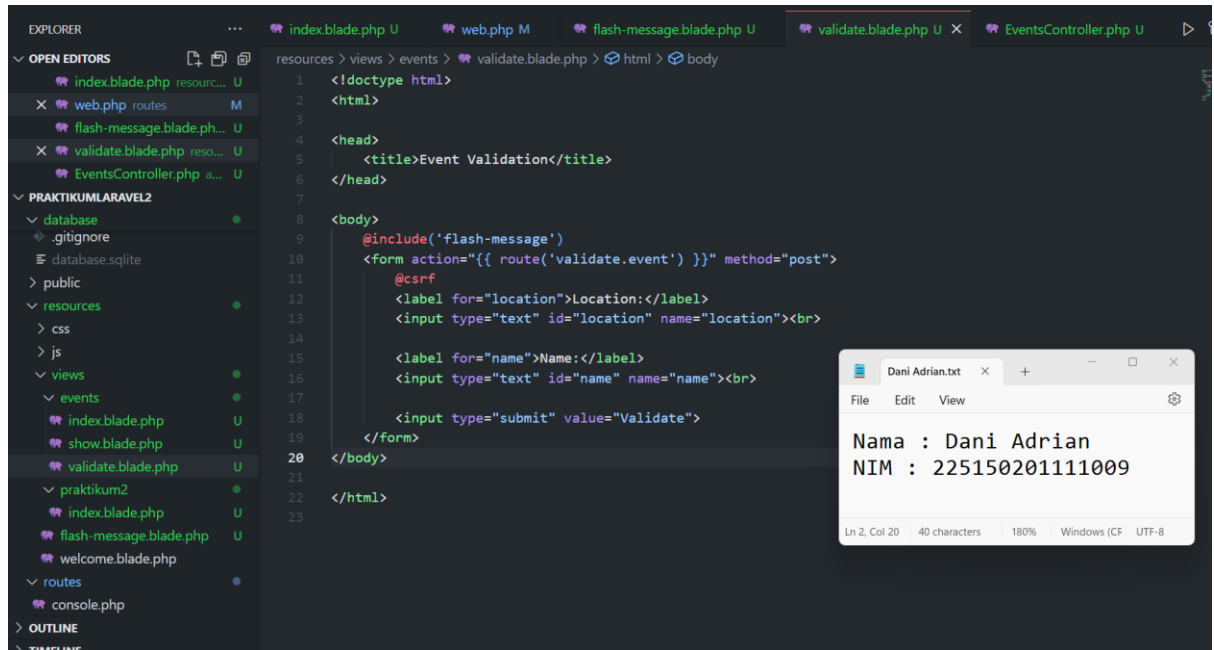 EXPLORER ...
OPEN EDITORS
index.blade.php resourc... U
web.php routes M
flash-message.blade.ph... U
validate.blade.php reso... U
EventsController.php a... U
PRAKTIKUMLARAVEL2
database
.gitignore
database.sqlite
public
resources
css
js
views
events
index.blade.php U
show.blade.php U
validate.blade.php U
praktikum2
index.blade.php U
flash-message.blade.php U
welcome.blade.php
routes
console.php
OUTLINE
TIMELINE
index.blade.php U web.php M flash-message.blade.php U validate.blade.php U EventsController.php U
resources > views > events > validate.blade.php > html > body
1 <!doctype html>
2 <html>
3
4 <head>
5 <title>Event Validation</title>
6 </head>
7
8 <body>
9 @include('flash-message')
10 <form action="{{ route('validate.event') }}" method="post">
11 @csrf
12 <label for="location">Location:</label>
13 <input type="text" id="location" name="location"><br>
14
15 <label for="name">Name:</label>
16 <input type="text" id="name" name="name"><br>
17
18 <input type="submit" value="Validate">
19 </form>
20 </body>
21
22 </html>
23
Dani Adrian.txt
File Edit View
Nama : Dani Adrian
NIM : 225150201111009
Ln 2, Col 20 40 characters 180% Windows (CF UTF-8